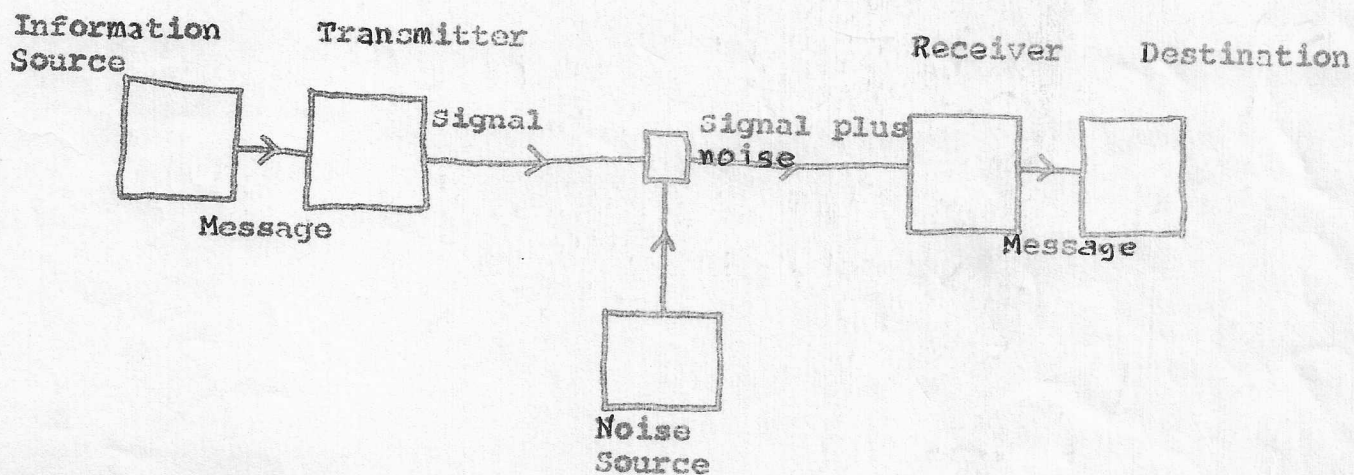 Information
Source
Transmitter
Receiver
Destination
Signal
Signal plus
noise
Message
Message
Noise
Source